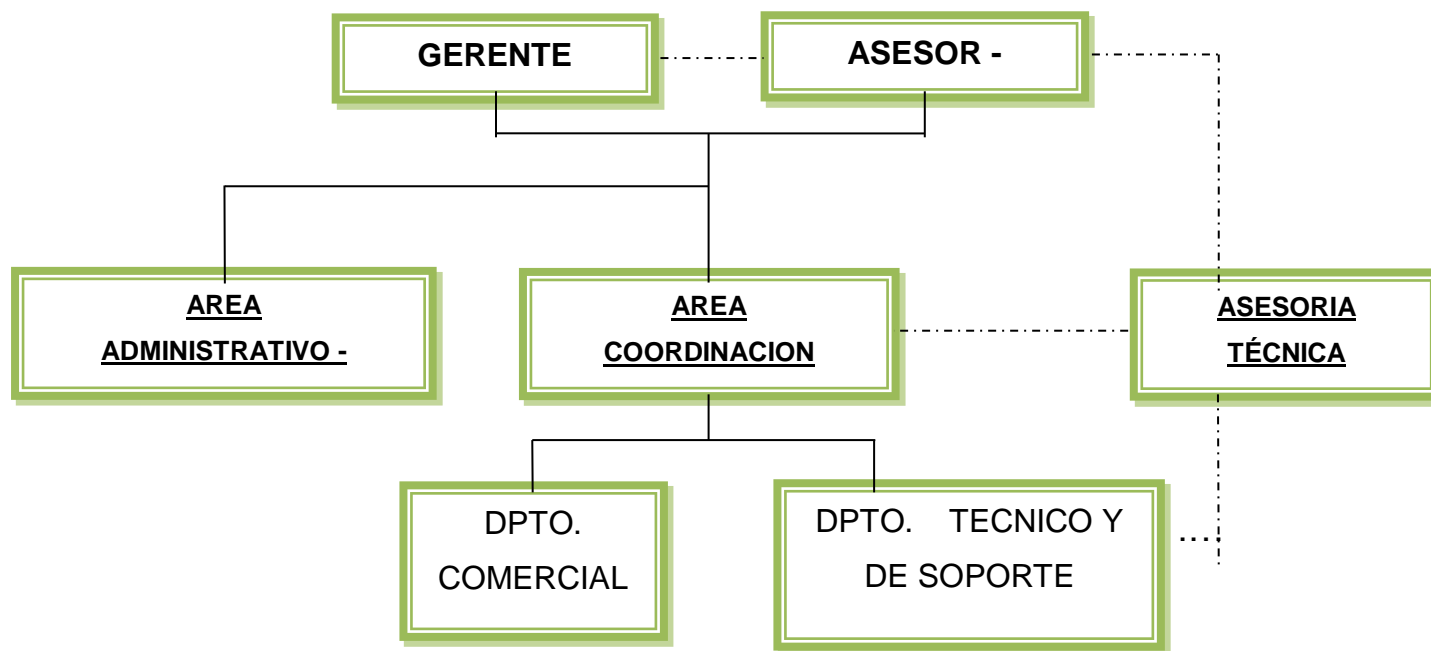 GERENTE
ASESOR -
AREA
ADMINISTRATIVO -
AREA
COORDINACION
ASESORIA
TÉCNICA
DPTO.
COMERCIAL
DPTO. TECNICO Y
DE SOPORTE